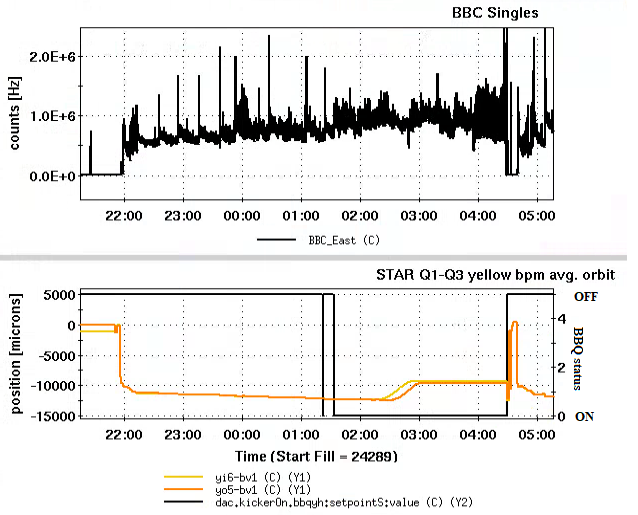 BBC Singles
counts [Hz]
2.0E+6
1.0E+6
0.0E+0
22:00 23:00 00:00 01:00 02:00 03:00 04:00 05:00
BBC_East (C)
STAR Q1-Q3 yellow bpm avg. orbit
position [microns]
5000
0
-5000
-10000
-15000
OFF
4
2
0 ON
BBQ status
22:00 23:00 00:00 01:00 02:00 03:00 04:00 05:00
Time (Start Fill = 24289)
yi6-bv1 (C) (Y1)
yo5-bv1 (C) (Y1)
dac.kickerOn.bbqyh:setpointS:value (C) (Y2)